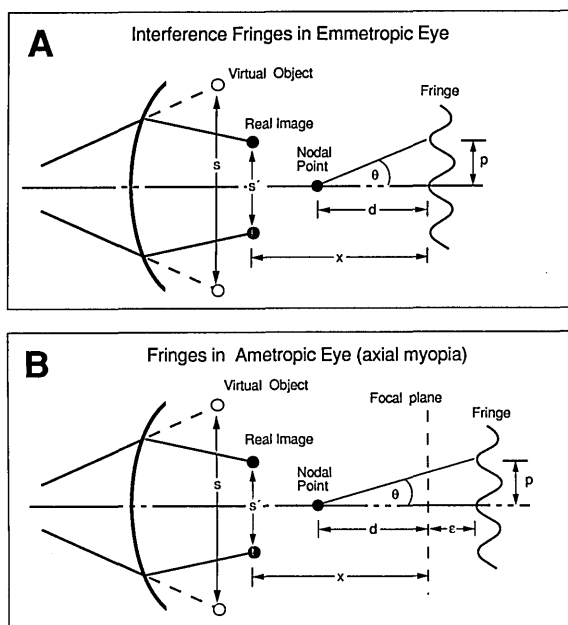 A
Interference Fringes in Emmetropic Eye
Virtual Object
Fringe
Real Image
Nodal
Point
s
s´
θ
p
d
x
B
Fringes in Ametropic Eye (axial myopia)
Virtual Object
Focal plane
Fringe
Real Image
Nodal
Point
s
s´
θ
p
d
ε
x